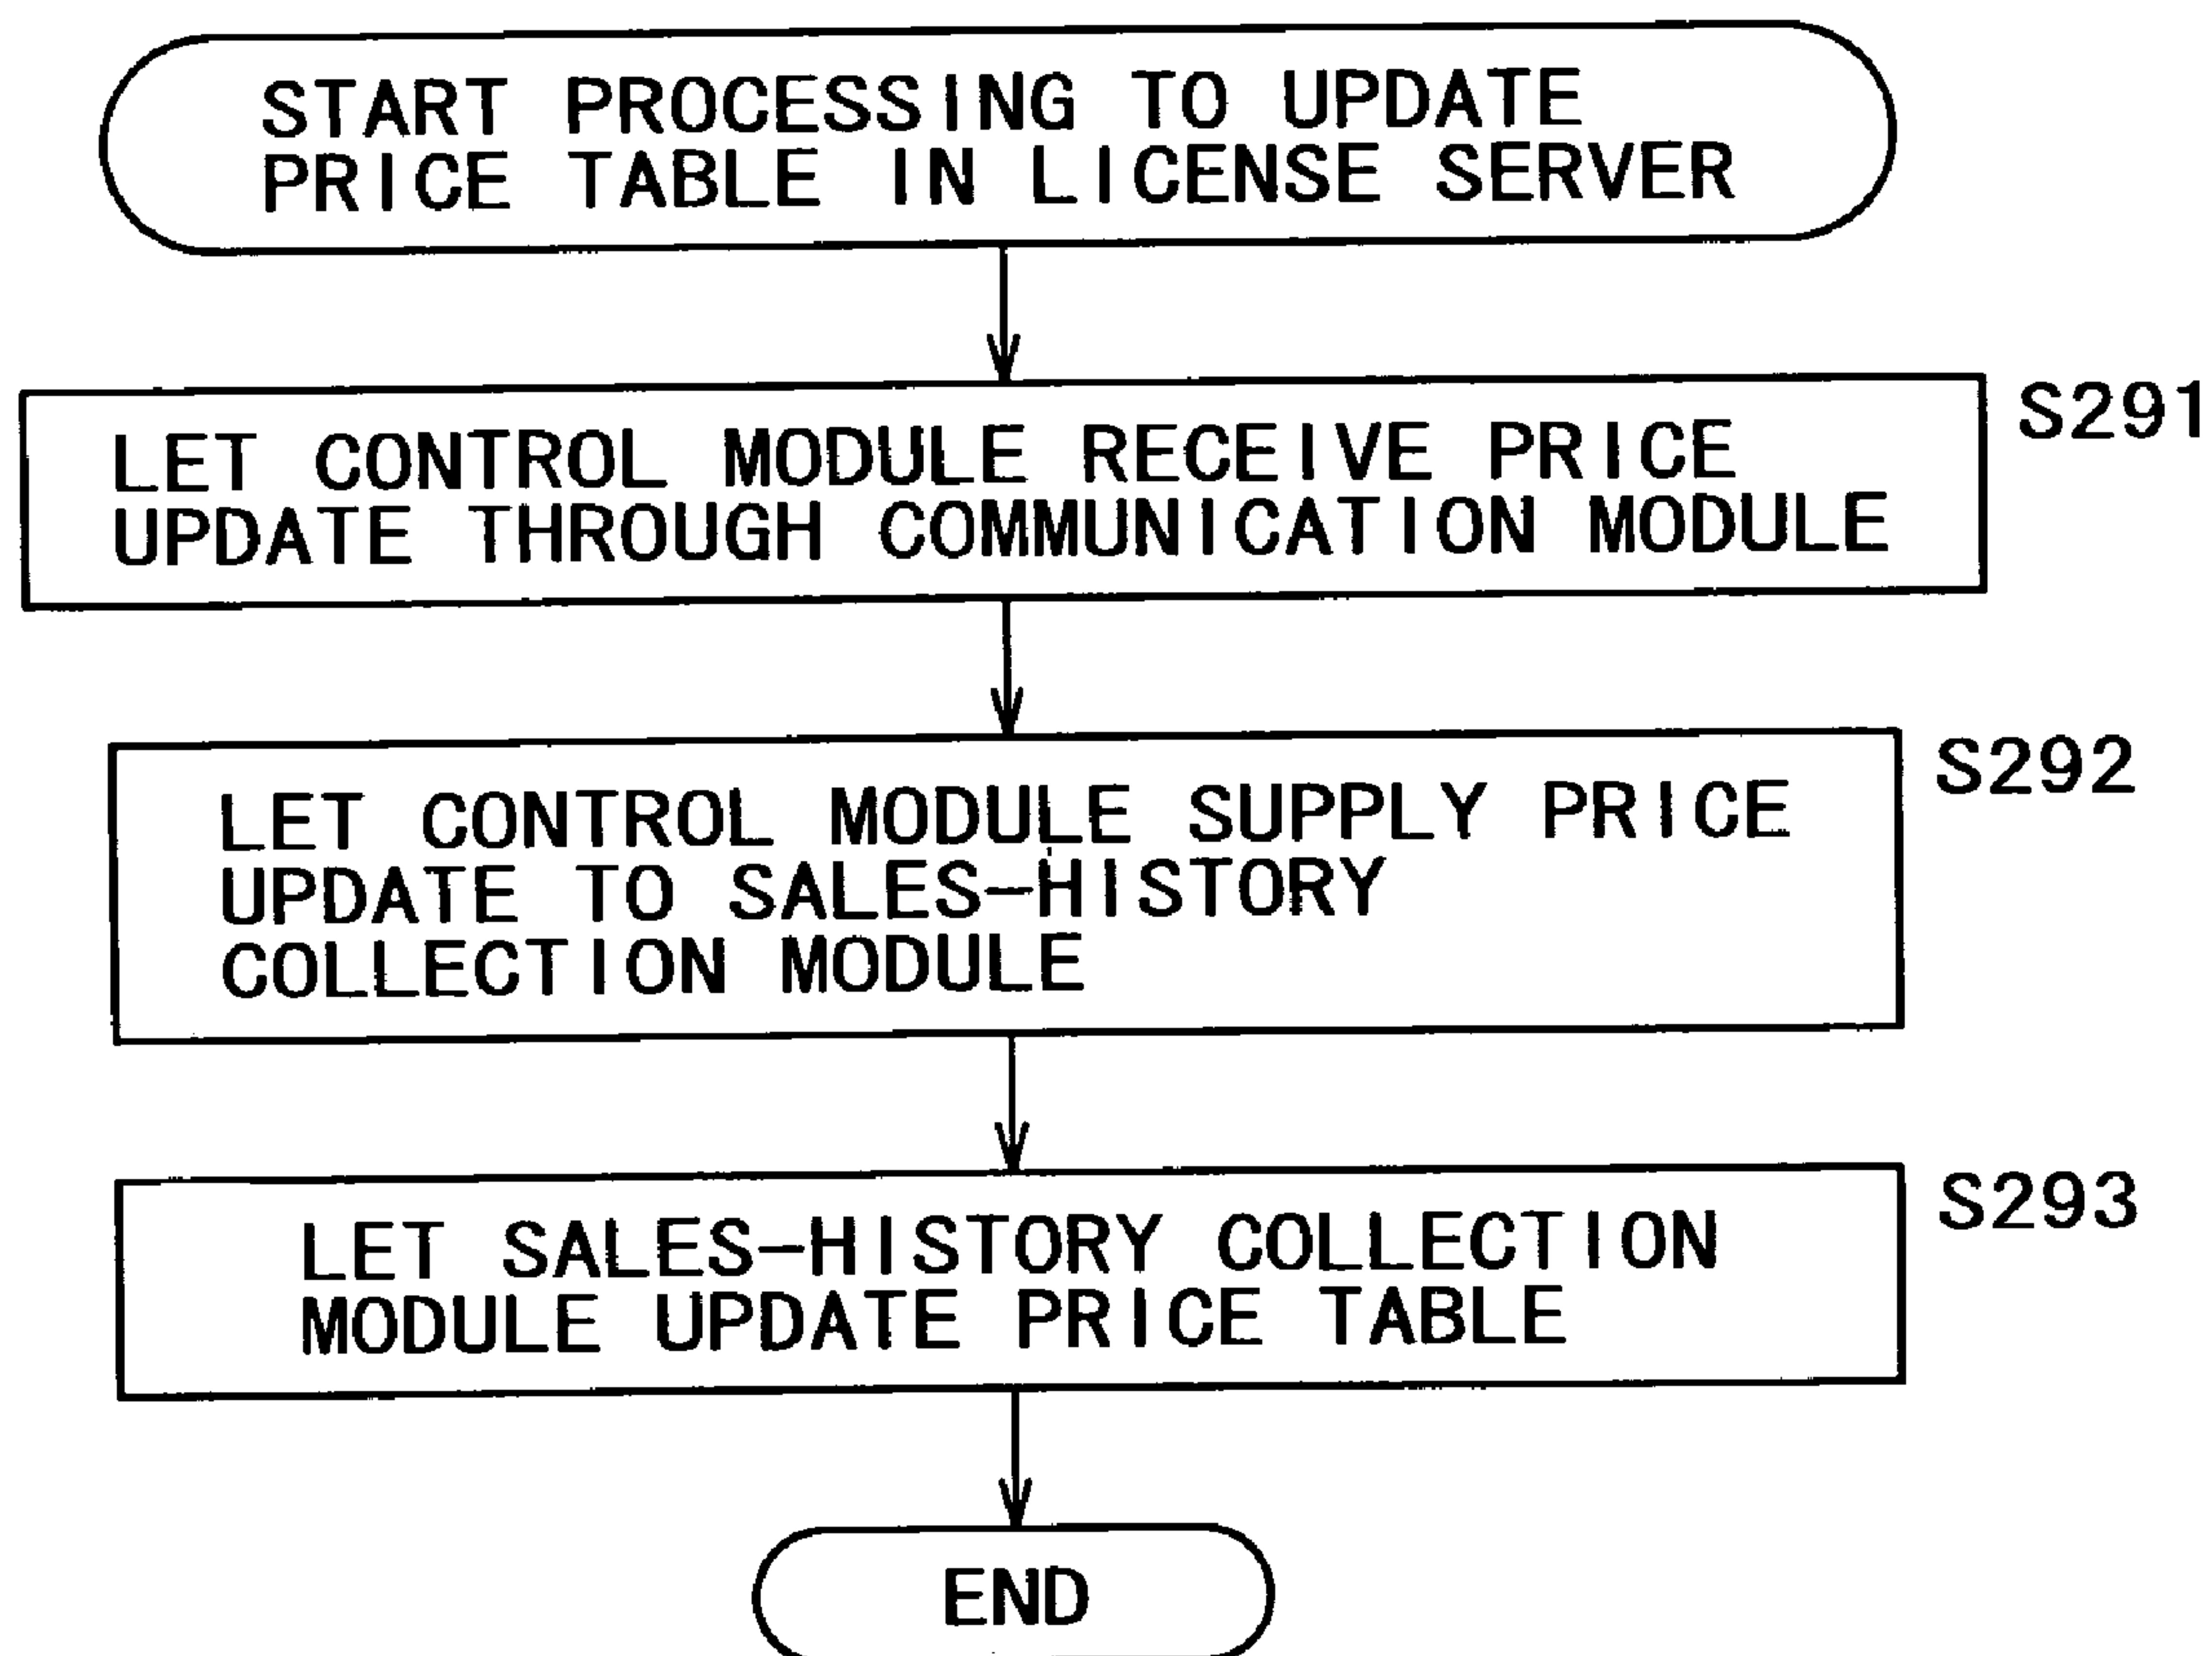 START PROCESSING TO UPDATE
PRICE TABLE IN LICENSE SERVER
S291
LET CONTROL MODULE RECEIVE PRICE
UPDATE THROUGH COMMUNICATION MODULE
S292
LET CONTROL MODULE SUPPLY PRICE
UPDATE TO SALES-HISTORY
COLLECTION MODULE
S293
LET SALES-HISTORY COLLECTION
MODULE UPDATE PRICE TABLE
END